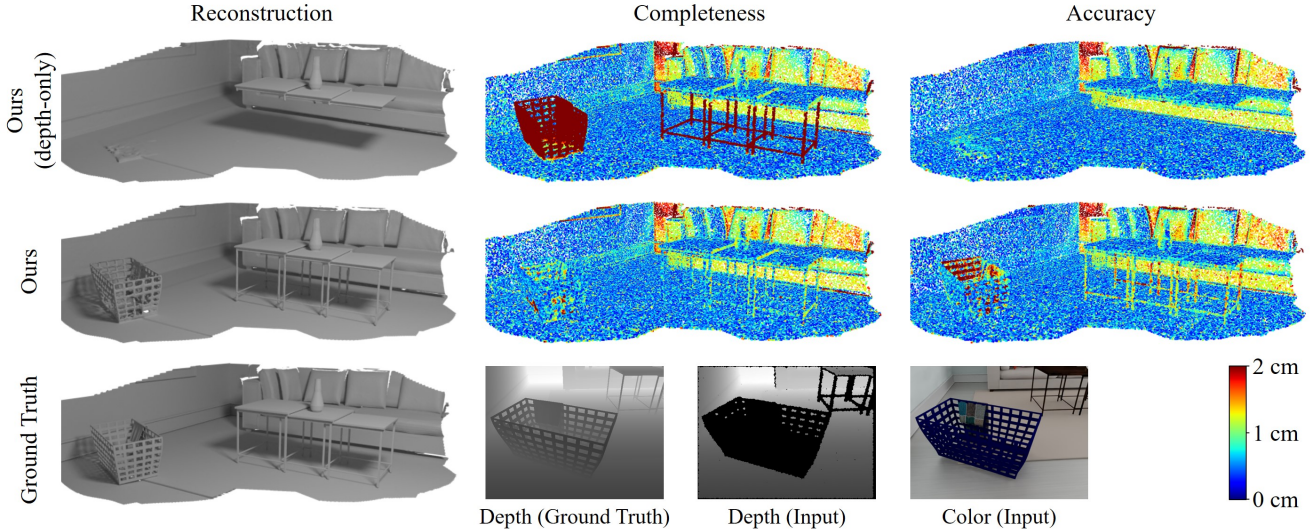 Reconstruction
Completeness
Accuracy
Ours
(depth-only)
Ours
Ground Truth
2 cm
1 cm
0 cm
Depth (Ground Truth)
Depth (Input)
Color (Input)